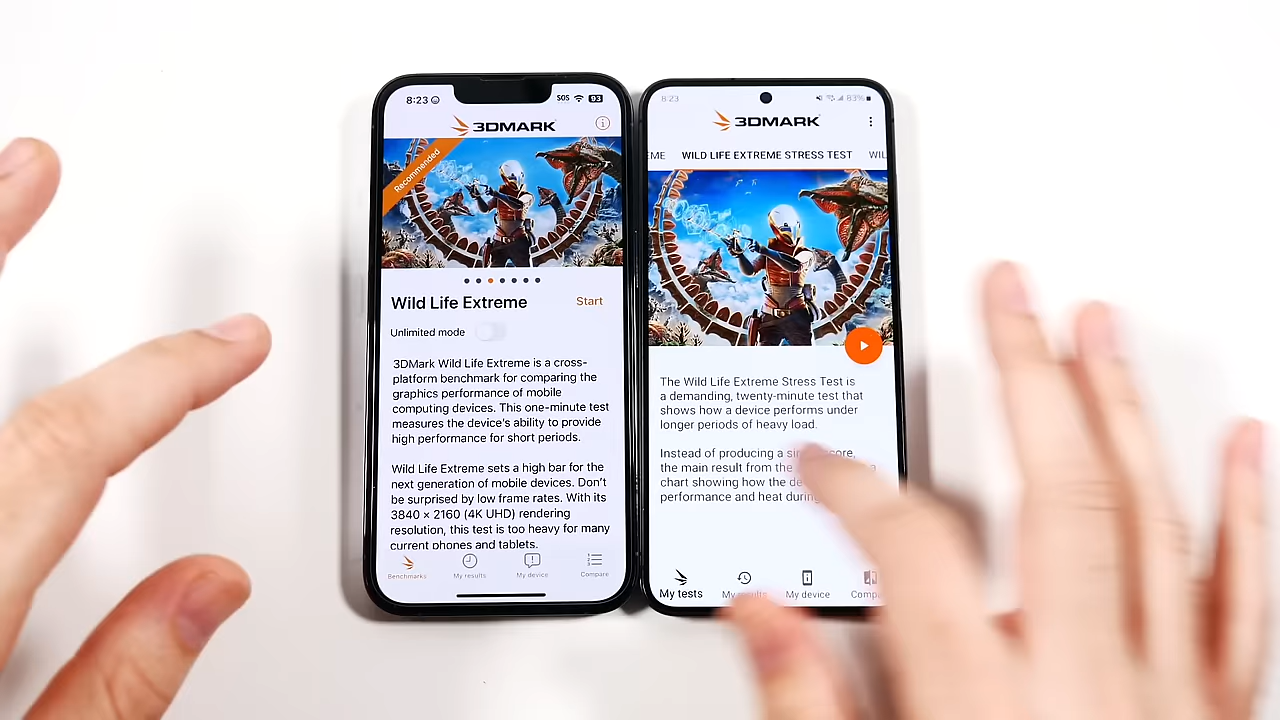 8:23
SOS 93
3DMARK
Recommended
Wild Life Extreme
Start
Unlimited mode
3DMark Wild Life Extreme is a cross-
platform benchmark for comparing the
graphics performance of mobile
computing devices. This one-minute test
measures the device's ability to provide
high performance for short periods.
Wild Life Extreme sets a high bar for the
next generation of mobile devices. Don't
be surprised by low frame rates. With its
3840 × 2160 (4K UHD) rendering
resolution, this test is too heavy for many
current phones and tablets.
Benchmarks
My results
My device
Compare
8:23
83%
3DMARK
EME WILD LIFE EXTREME STRESS TEST WIL
The Wild Life Extreme Stress Test is
a demanding, twenty-minute test that
shows how a device performs under
longer periods of heavy load.
Instead of producing a
the main result from the a
chart showing how the
performance and heat
My tests
My results
My device